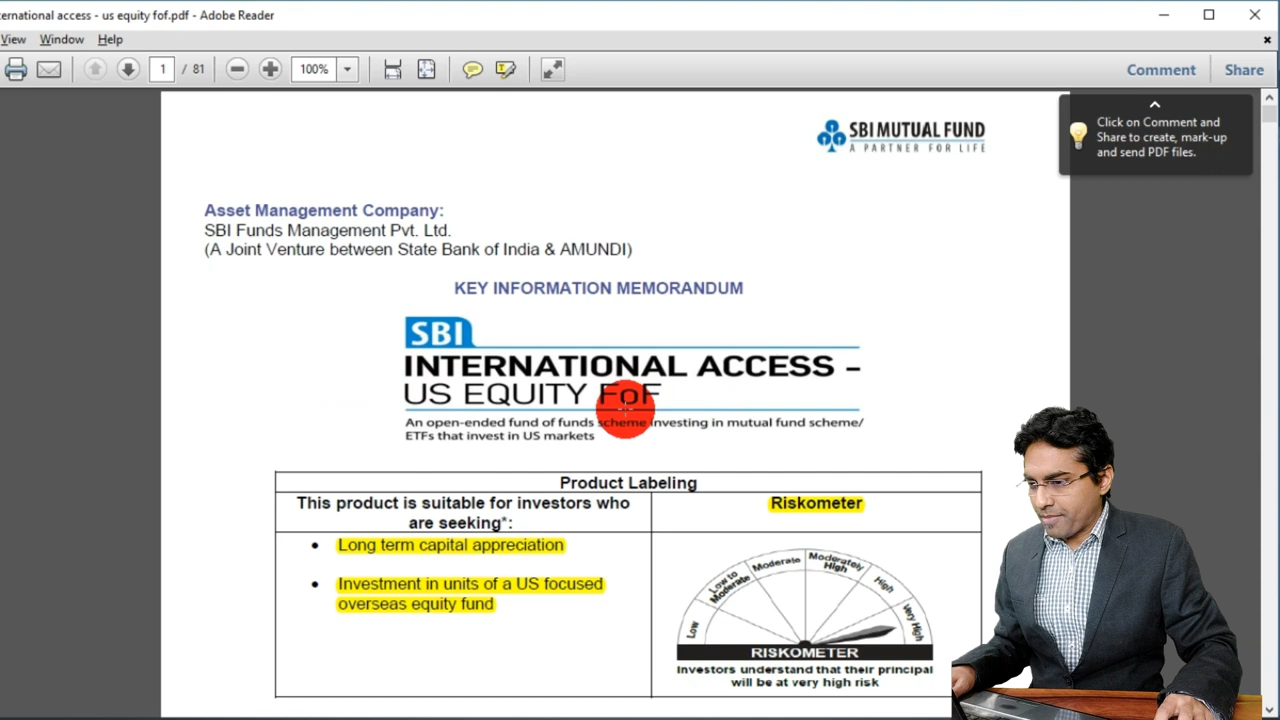 ernational access - us equity fof.pdf - Adobe Reader
View Window Help
1 / 81 100% Comment Share
Click on Comment and
Share to create, mark-up
and send PDF files.
SBI MUTUAL FUND
A PARTNER FOR LIFE
Asset Management Company:
SBI Funds Management Pvt. Ltd.
(A Joint Venture between State Bank of India & AMUNDI)
KEY INFORMATION MEMORANDUM
SBI
INTERNATIONAL ACCESS -
US EQUITY FoF
An open-ended fund of funds scheme investing in mutual fund scheme/
ETFs that invest in US markets
Product Labeling
This product is suitable for investors who
are seeking*:
Riskometer
Long term capital appreciation
Investment in units of a US focused
overseas equity fund
Low
Low to
Moderate
Moderate
Moderately
High
High
Very High
RISKOMETER
Investors understand that their principal
will be at very high risk